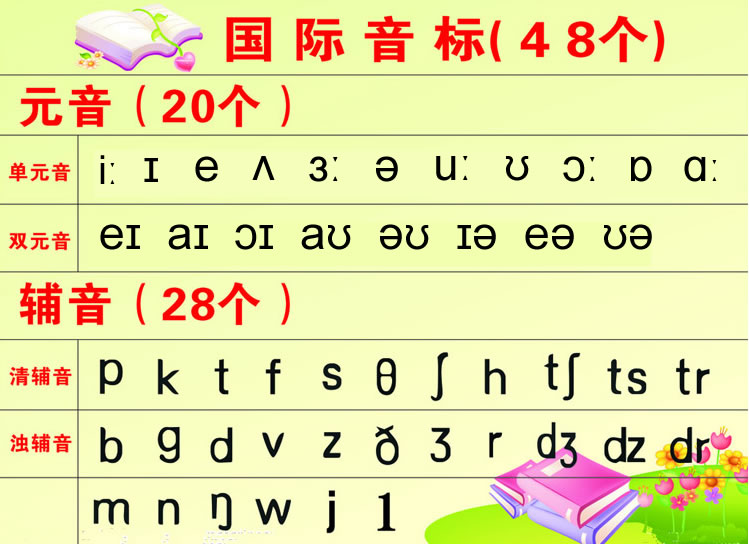 国际音标(48个)
元音（20个）
单元音 iː ɪ e ʌ ɜː ə uː ʊ ɔː ɒ ɑː
双元音 eɪ aɪ ɔɪ aʊ əʊ ɪə eə ʊə
辅音（28个）
清辅音 p k t f s θ ʃ h tʃ ts tr
浊辅音 b g d v z ð ʒ r dʒ dz dr
m n ŋ w j 1